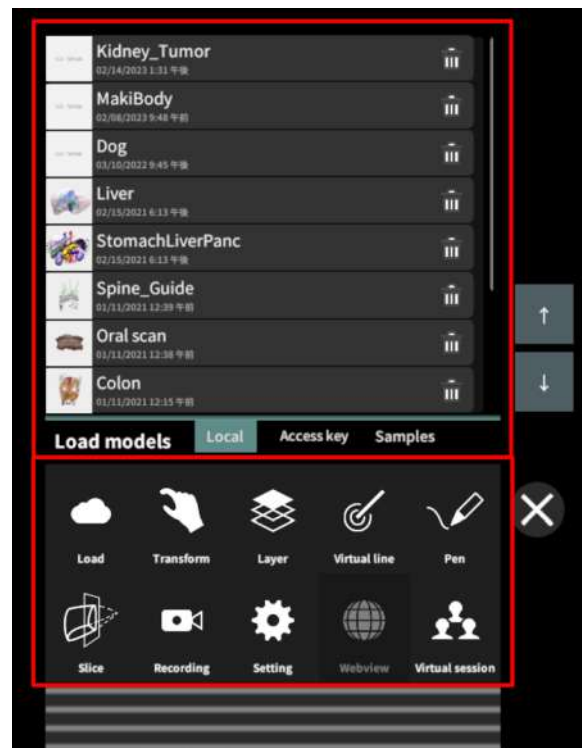 Kidney_Tumor
02/14/2023 1:31 午後
MakiBody
02/08/2023 9:48 午前
Dog
03/10/2022 9:45 午後
Liver
02/15/2021 6:13 午後
StomachLiverPanc
02/15/2021 6:13 午後
Spine_Guide
01/11/2021 12:39 午前
Oral scan
01/11/2021 12:38 午前
Colon
01/11/2021 12:15 午前
Load models Local Access key Samples
Load Transform Layer Virtual line Pen
Slice Recording Setting Webview Virtual session